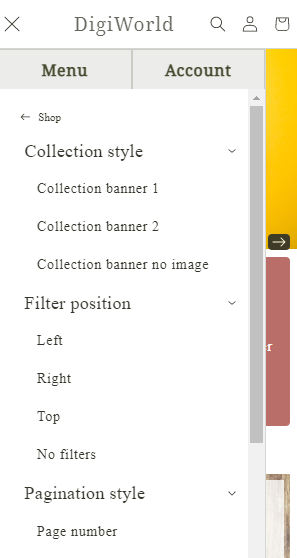 DigiWorld
Menu
Account
Shop
Collection style
Collection banner 1
Collection banner 2
Collection banner no image
Filter position
Left
Right
Top
No filters
Pagination style
Page number